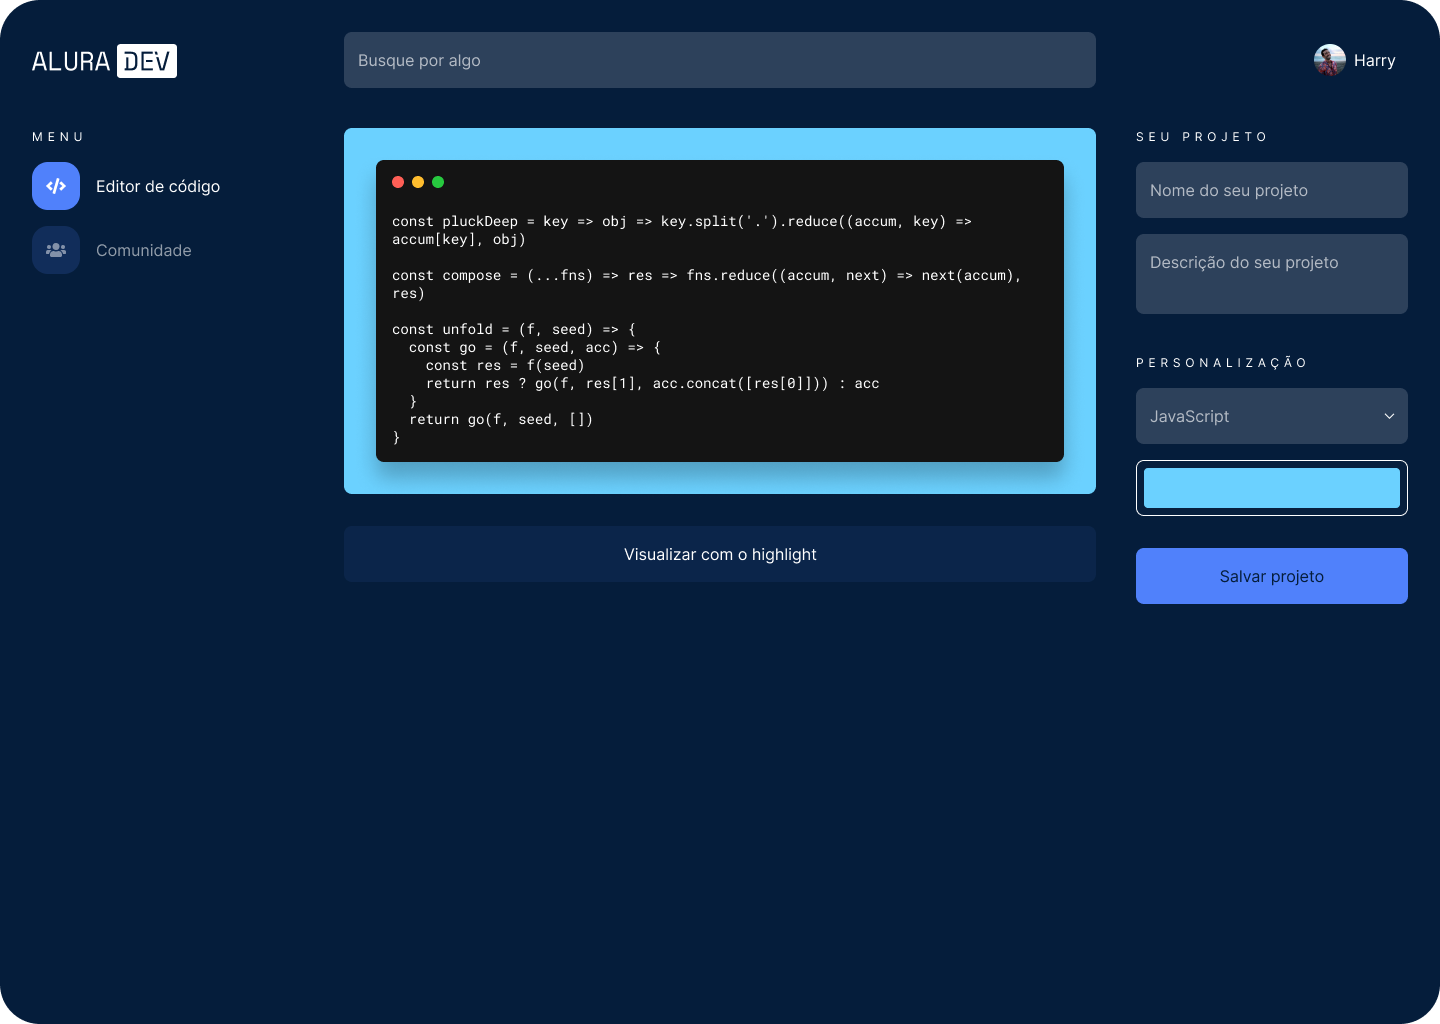 ALURA DEV
Busque por algo
Harry
MENU
Editor de código
Comunidade
const pluckDeep = key => obj => key.split('.').reduce((accum, key) =>
accum[key], obj)
const compose = (...fns) => res => fns.reduce((accum, next) => next(accum),
res)
const unfold = (f, seed) => {
  const go = (f, seed, acc) => {
    const res = f(seed)
    return res ? go(f, res[1], acc.concat([res[0]])) : acc
  }
  return go(f, seed, [])
}
Visualizar com o highlight
SEU PROJETO
Nome do seu projeto
Descrição do seu projeto
PERSONALIZAÇÃO
JavaScript
Salvar projeto